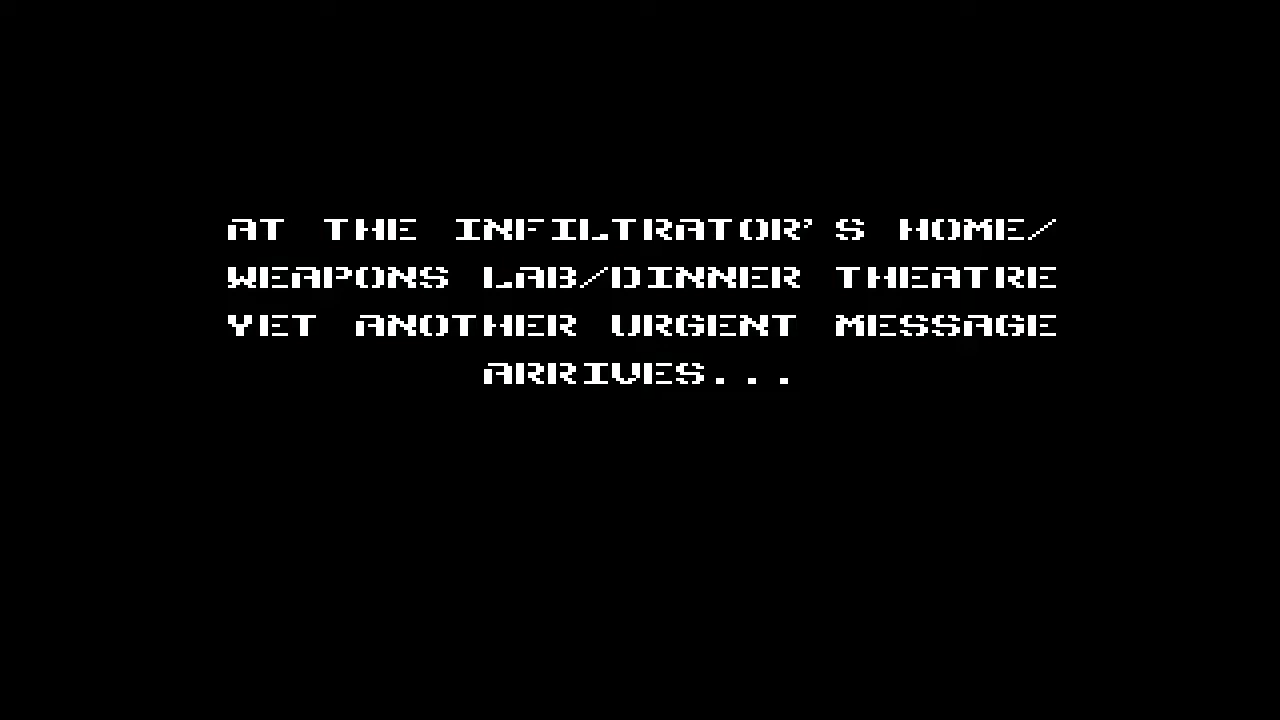 AT THE INFILTRATOR'S HOME/
WEAPONS LAB/DINNER THEATRE
YET ANOTHER URGENT MESSAGE
ARRIVES...